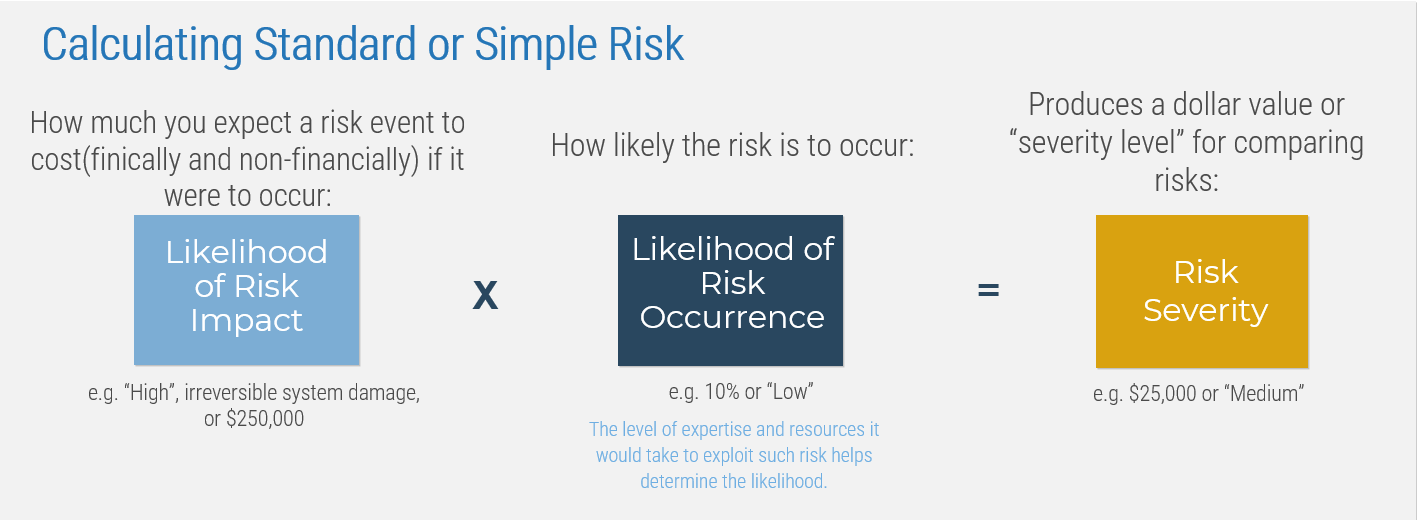 Calculating Standard or Simple Risk
How much you expect a risk event to
cost(finically and non-financially) if it
were to occur:
Likelihood
of Risk
Impact
e.g. “High”, irreversible system damage,
or $250,000
x
How likely the risk is to occur:
Likelihood of
Risk
Occurrence
e.g. 10% or “Low”
The level of expertise and resources it
would take to exploit such risk helps
determine the likelihood.
=
Produces a dollar value or
“severity level” for comparing
risks:
Risk
Severity
e.g. $25,000 or “Medium”